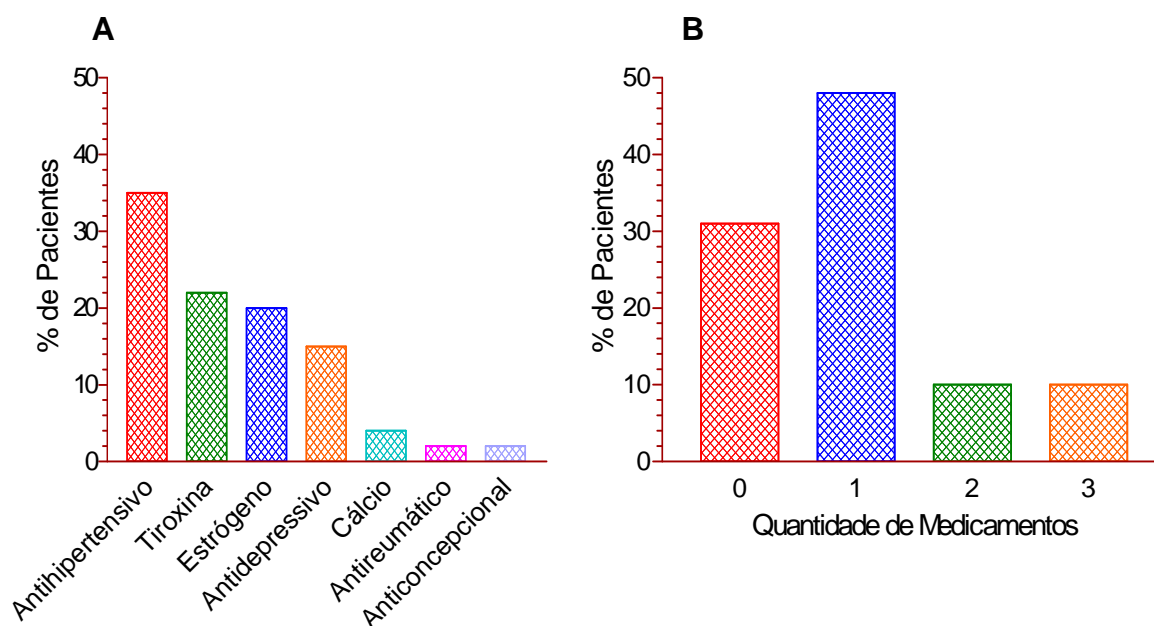 A
% de Pacientes
50
40
30
20
10
0
Antihipertensivo
Tiroxina
Estrógeno
Antidepressivo
Cálcio
Antireumático
Anticoncepcional
B
% de Pacientes
50
40
30
20
10
0
0 1 2 3
Quantidade de Medicamentos